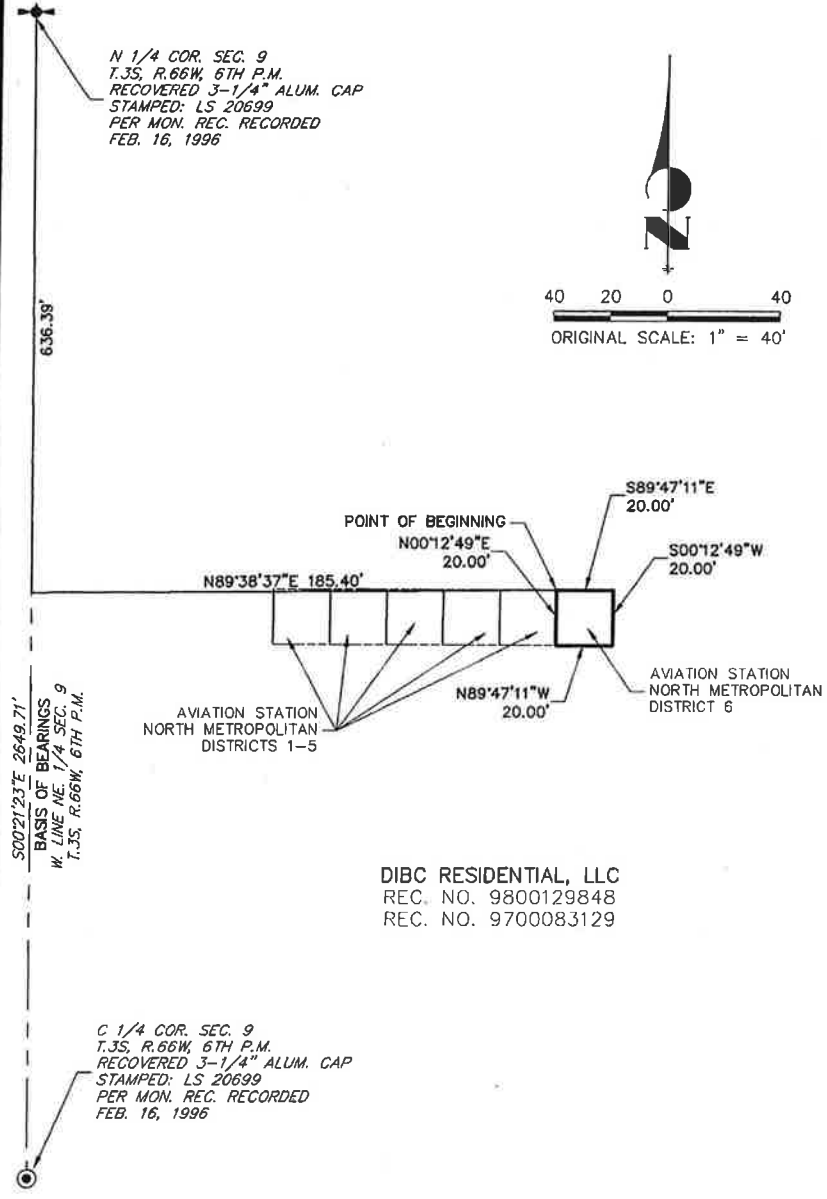 N 1/4 COR. SEC. 9
T.3S, R.66W, 6TH P.M.
RECOVERED 3-1/4" ALUM. CAP
STAMPED: LS 20699
PER MON. REC. RECORDED
FEB. 16, 1996
N
40 20 0 40
ORIGINAL SCALE: 1" = 40'
636.39'
S89°47'11"E
20.00'
POINT OF BEGINNING
N00°12'49"E
20.00'
S00°12'49"W
20.00'
N89°38'37"E 185.40'
N89°47'11"W
20.00'
AVIATION STATION
NORTH METROPOLITAN
DISTRICT 6
AVIATION STATION
NORTH METROPOLITAN
DISTRICTS 1-5
S00°21'23"E 2649.71'
BASIS OF BEARINGS
W. LINE NE. 1/4 SEC. 9
T.3S, R.66W, 6TH P.M.
DIBC RESIDENTIAL, LLC
REC. NO. 9800129848
REC. NO. 9700083129
C 1/4 COR. SEC. 9
T.3S, R.66W, 6TH P.M.
RECOVERED 3-1/4" ALUM. CAP
STAMPED: LS 20699
PER MON. REC. RECORDED
FEB. 16, 1996